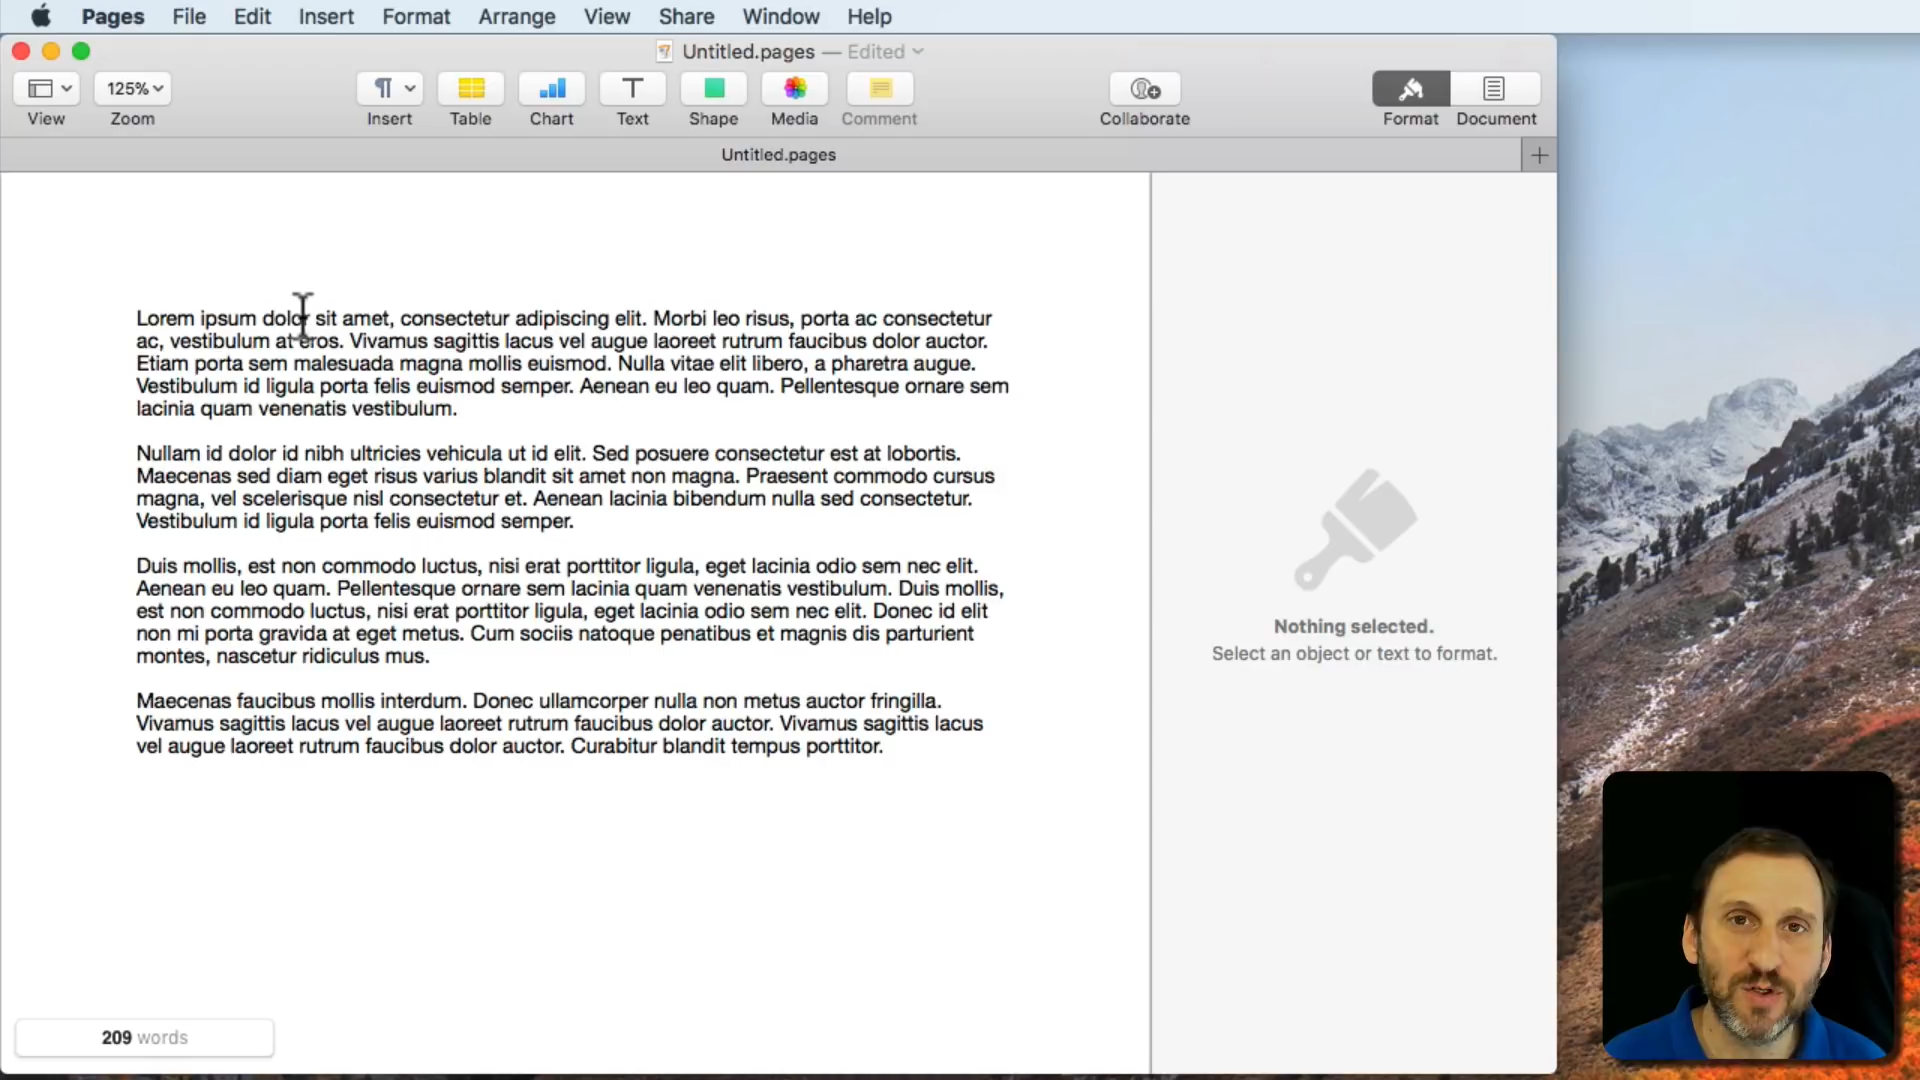 Pages File Edit Insert Format Arrange View Share Window Help
Untitled.pages — Edited
125%
View Zoom Insert Table Chart Text Shape Media Comment Collaborate Format Document
Untitled.pages
Lorem ipsum dolor sit amet, consectetur adipiscing elit. Morbi leo risus, porta ac consectetur
ac, vestibulum at eros. Vivamus sagittis lacus vel augue laoreet rutrum faucibus dolor auctor.
Etiam porta sem malesuada magna mollis euismod. Nulla vitae elit libero, a pharetra augue.
Vestibulum id ligula porta felis euismod semper. Aenean eu leo quam. Pellentesque ornare sem
lacinia quam venenatis vestibulum.
Nullam id dolor id nibh ultricies vehicula ut id elit. Sed posuere consectetur est at lobortis.
Maecenas sed diam eget risus varius blandit sit amet non magna. Praesent commodo cursus
magna, vel scelerisque nisl consectetur et. Aenean lacinia bibendum nulla sed consectetur.
Vestibulum id ligula porta felis euismod semper.
Duis mollis, est non commodo luctus, nisi erat porttitor ligula, eget lacinia odio sem nec elit.
Aenean eu leo quam. Pellentesque ornare sem lacinia quam venenatis vestibulum. Duis mollis,
est non commodo luctus, nisi erat porttitor ligula, eget lacinia odio sem nec elit. Donec id elit
non mi porta gravida at eget metus. Cum sociis natoque penatibus et magnis dis parturient
montes, nascetur ridiculus mus.
Maecenas faucibus mollis interdum. Donec ullamcorper nulla non metus auctor fringilla.
Vivamus sagittis lacus vel augue laoreet rutrum faucibus dolor auctor. Vivamus sagittis lacus
vel augue laoreet rutrum faucibus dolor auctor. Curabitur blandit tempus porttitor.
Nothing selected.
Select an object or text to format.
209 words